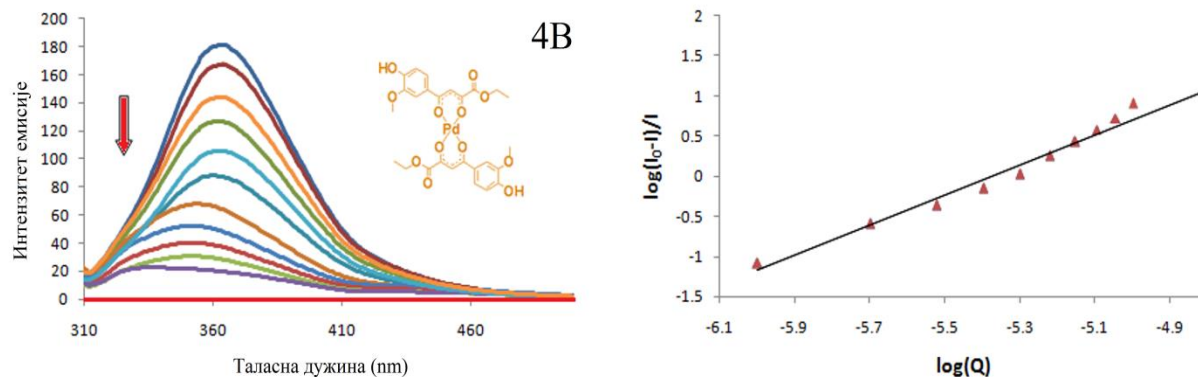 4B
Интензитет емисије
200
180
160
140
120
100
80
60
40
20
0
310
360
410
460
Таласна дужина (nm)
HO
O
O
O
O
O
Pd
O
O
O
O
O
OH
log(I₀-I)/I
2
1.5
1
0.5
0
-0.5
-1
-1.5
-6.1
-5.9
-5.7
-5.5
-5.3
-5.1
-4.9
log(Q)